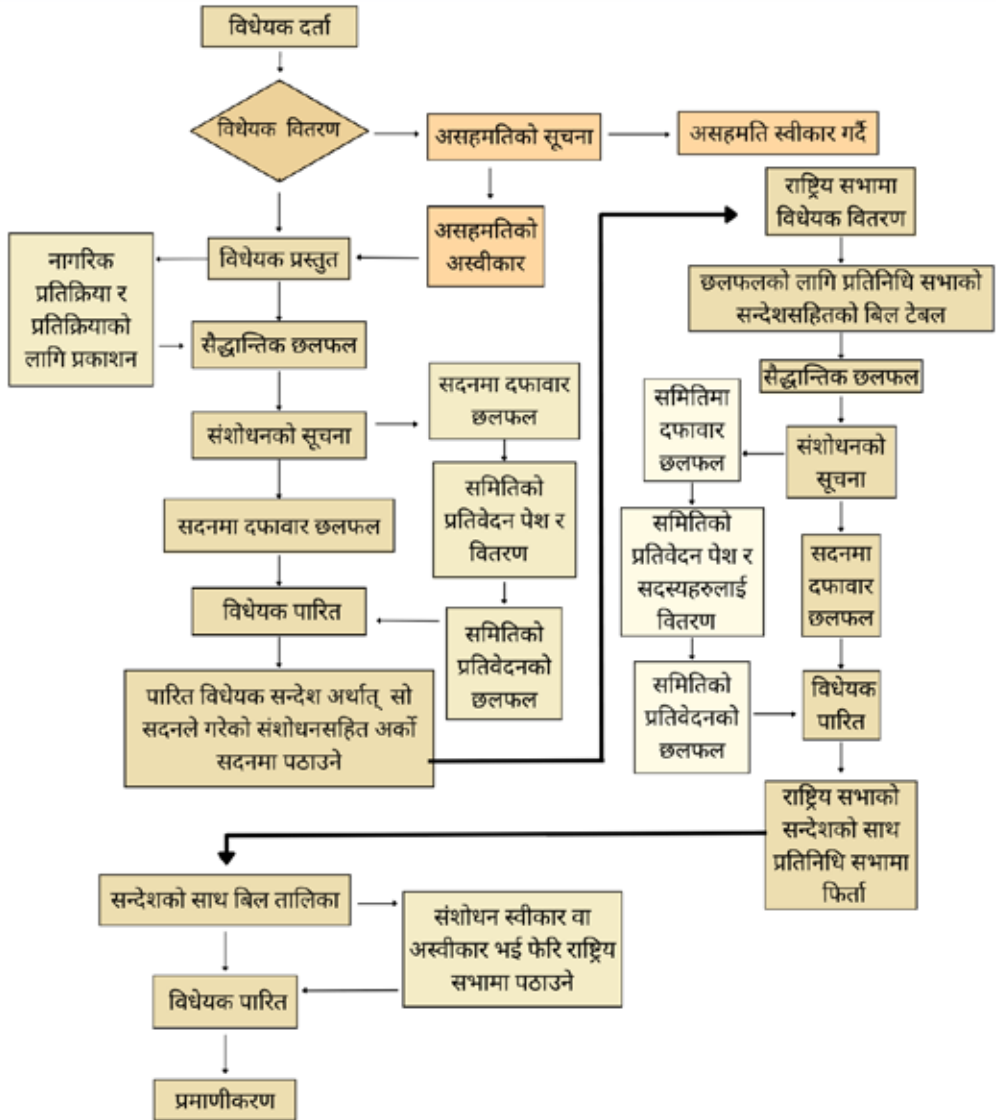 विधेयक दर्ता
विधेयक वितरण
असहमतिको सूचना
असहमति स्वीकार गर्दै
असहमतिको
अस्वीकार
विधेयक प्रस्तुत
नागरिक
प्रतिक्रिया र
प्रतिक्रियाको
लागि प्रकाशन
सैद्धान्तिक छलफल
संशोधनको सूचना
सदनमा दफावार
छलफल
समितिको
प्रतिवेदन पेश र
वितरण
सदनमा दफावार छलफल
विधेयक पारित
समितिको
प्रतिवेदनको
छलफल
पारित विधेयक सन्देश अर्थात् सो
सदनले गरेको संशोधनसहित अर्को
सदनमा पठाउने
राष्ट्रिय सभामा
विधेयक वितरण
छलफलको लागि प्रतिनिधि सभाको
सन्देशसहितको बिल टेबल
सैद्धान्तिक छलफल
संशोधनको
सूचना
समितिमा
दफावार
छलफल
समितिको
प्रतिवेदन पेश र
सदस्यहरुलाई
वितरण
समितिको
प्रतिवेदनको
छलफल
सदनमा
दफावार
छलफल
विधेयक
पारित
राष्ट्रिय सभाको
सन्देशको साथ
प्रतिनिधि सभामा
फिर्ता
सन्देशको साथ बिल तालिका
संशोधन स्वीकार वा
अस्वीकार भई फेरि राष्ट्रिय
सभामा पठाउने
विधेयक पारित
प्रमाणीकरण